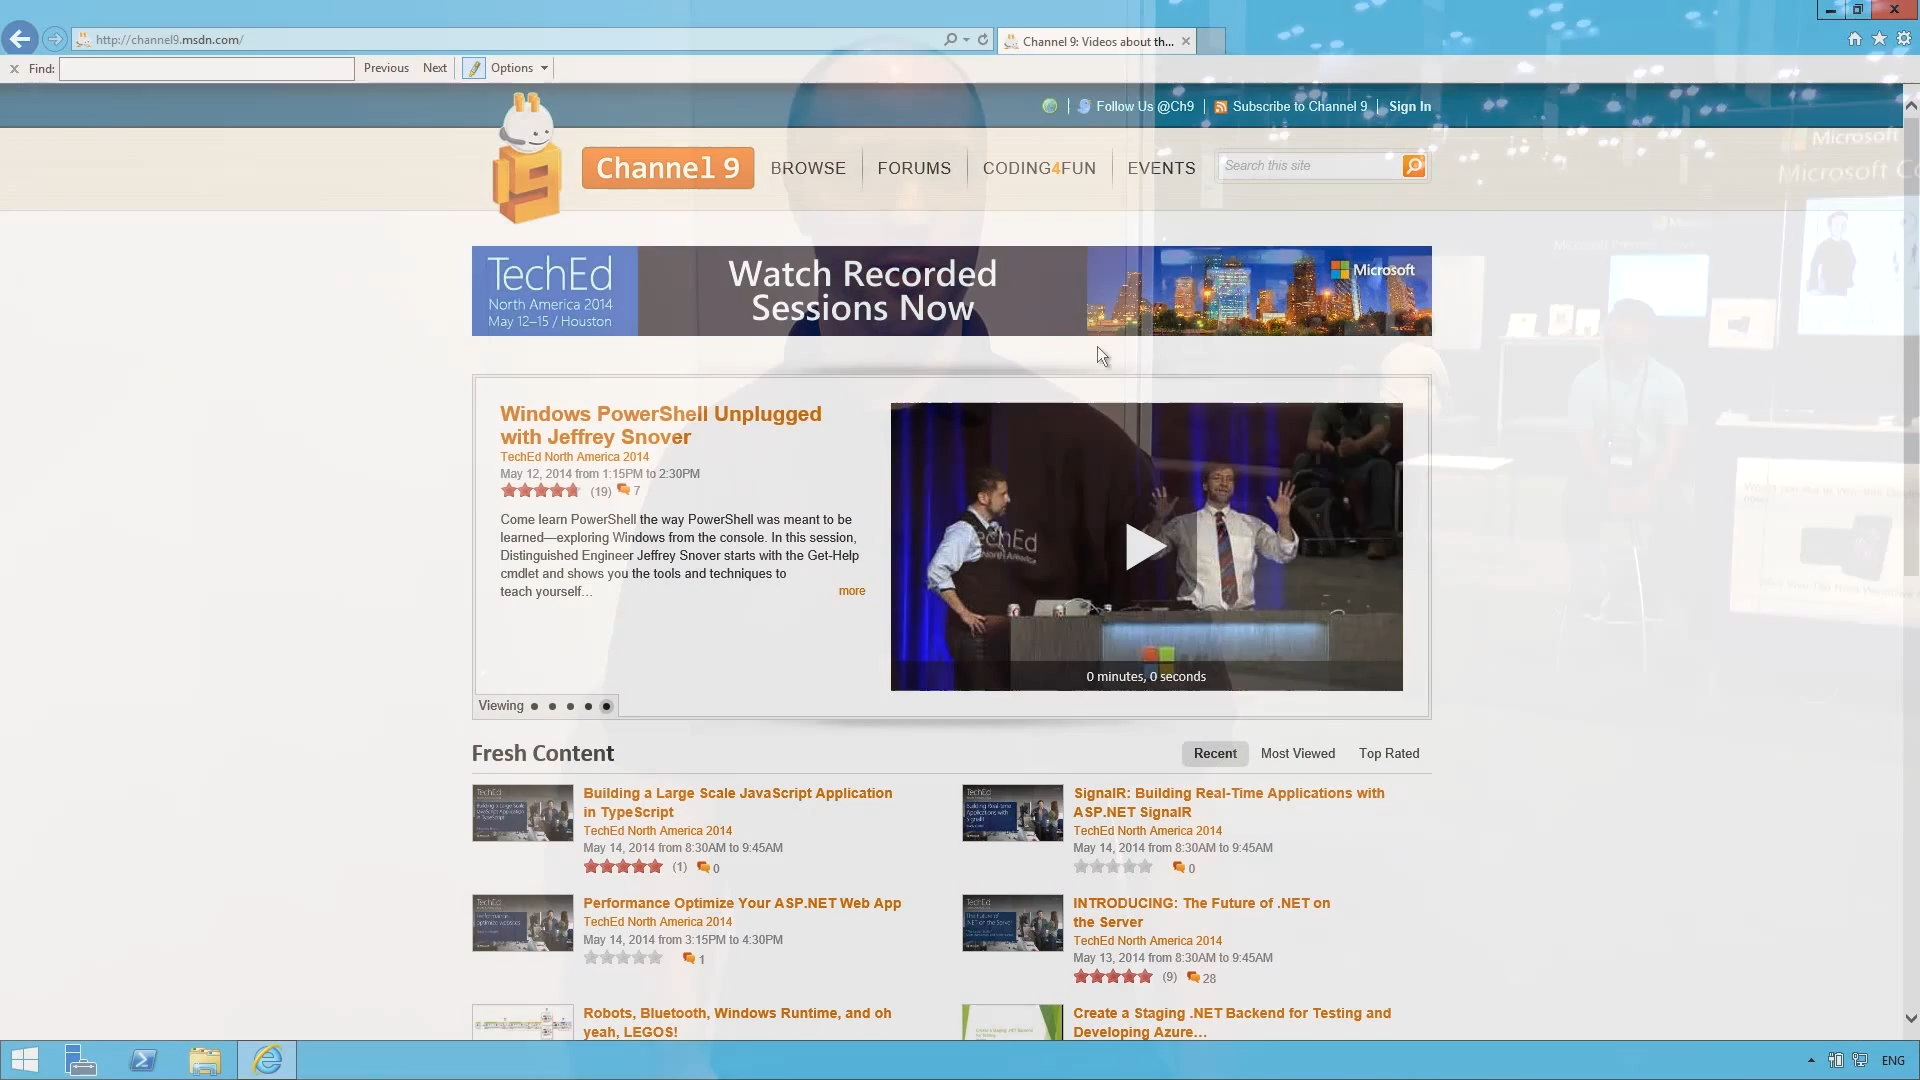 http://channel9.msdn.com/
Channel 9: Videos about th...
Find:
Previous
Next
Options
Follow Us @Ch9
Subscribe to Channel 9
Sign In
Microsoft
Channel 9
BROWSE
FORUMS
CODING4FUN
EVENTS
Search this site
TechEd
North America 2014
May 12–15 / Houston
Watch Recorded
Sessions Now
Microsoft
Windows PowerShell Unplugged
with Jeffrey Snover
TechEd North America 2014
May 12, 2014 from 1:15PM to 2:30PM
(19) 7
Come learn PowerShell the way PowerShell was meant to be
learned—exploring Windows from the console. In this session,
Distinguished Engineer Jeffrey Snover starts with the Get-Help
cmdlet and shows you the tools and techniques to
teach yourself…
more
0 minutes, 0 seconds
Viewing
Fresh Content
Recent
Most Viewed
Top Rated
Building a Large Scale JavaScript Application
in TypeScript
TechEd North America 2014
May 14, 2014 from 8:30AM to 9:45AM
(1) 0
SignalR: Building Real-Time Applications with
ASP.NET SignalR
TechEd North America 2014
May 14, 2014 from 8:30AM to 9:45AM
0
Performance Optimize Your ASP.NET Web App
TechEd North America 2014
May 14, 2014 from 3:15PM to 4:30PM
1
INTRODUCING: The Future of .NET on
the Server
TechEd North America 2014
May 13, 2014 from 8:30AM to 9:45AM
(9) 28
Robots, Bluetooth, Windows Runtime, and oh
yeah, LEGOS!
Create a Staging .NET Backend for Testing and
Developing Azure…
ENG